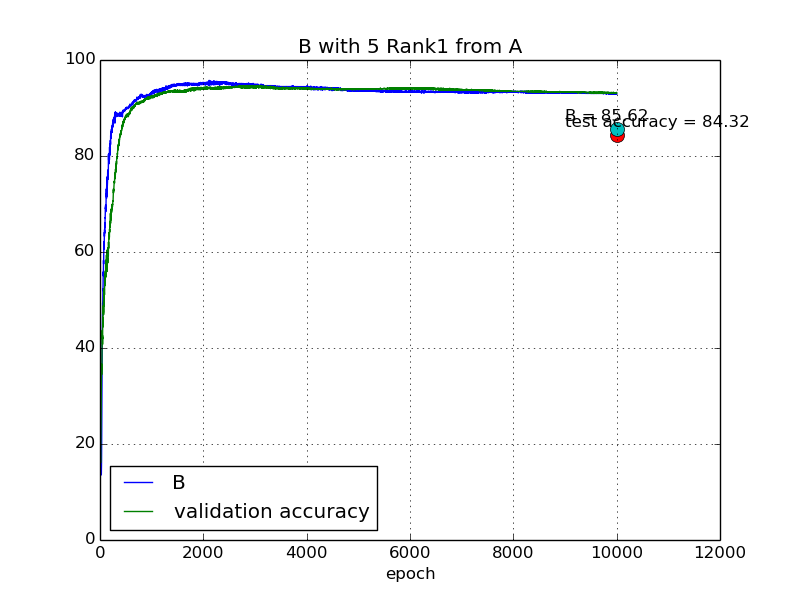 B with 5 Rank1 from A
100
80
60
40
20
0
B = 85.62
test accuracy = 84.32
B
validation accuracy
0
2000
4000
6000
8000
10000
12000
epoch